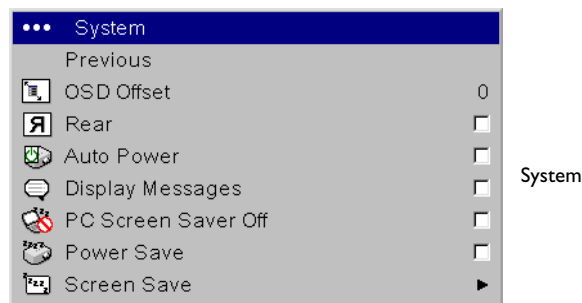 System
Previous
OSD Offset 0
Rear
Auto Power
Display Messages
PC Screen Saver Off
Power Save
Screen Save
System